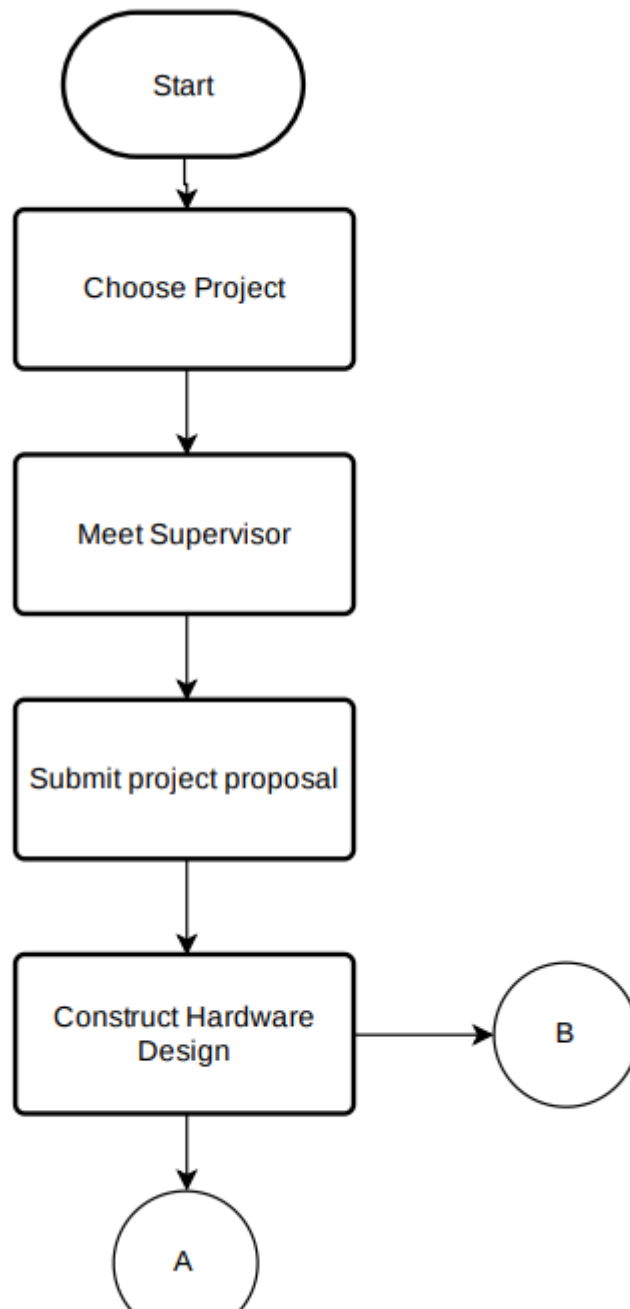 Start
Choose Project
Meet Supervisor
Submit project proposal
Construct Hardware
Design
B
A